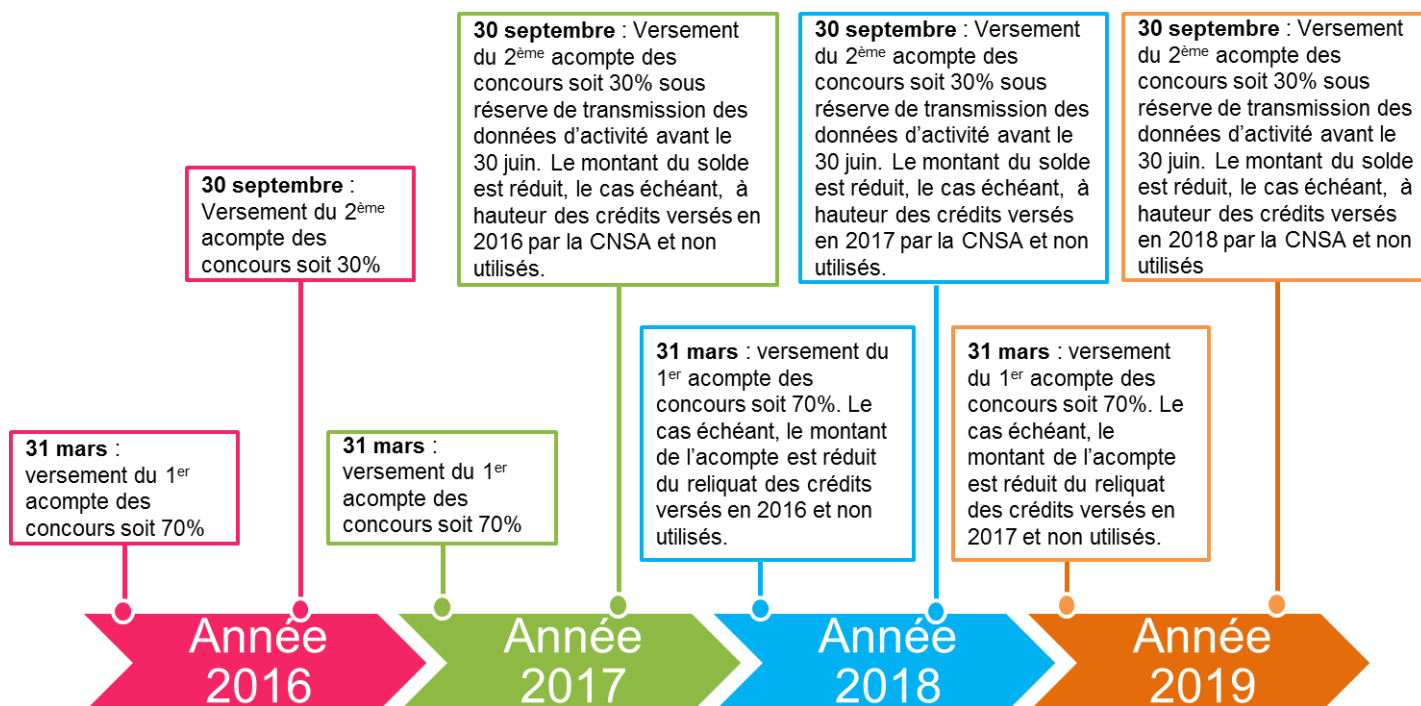 31 mars :
versement du 1er
acompte des
concours soit 70%
30 septembre :
Versement du 2ème
acompte des
concours soit 30%
31 mars :
versement du 1er
acompte des
concours soit 70%
30 septembre : Versement
du 2ème acompte des
concours soit 30% sous
réserve de transmission des
données d’activité avant le
30 juin. Le montant du solde
est réduit, le cas échéant, à
hauteur des crédits versés en
2016 par la CNSA et non
utilisés.
31 mars : versement du
1er acompte des
concours soit 70%. Le
cas échéant, le montant
de l’acompte est réduit
du reliquat des crédits
versés en 2016 et non
utilisés.
30 septembre : Versement
du 2ème acompte des
concours soit 30% sous
réserve de transmission des
données d’activité avant le
30 juin. Le montant du solde
est réduit, le cas échéant, à
hauteur des crédits versés
en 2017 par la CNSA et non
utilisés.
31 mars : versement
du 1er acompte des
concours soit 70%. Le
cas échéant, le
montant de l’acompte
est réduit du reliquat
des crédits versés en
2017 et non utilisés.
30 septembre : Versement
du 2ème acompte des
concours soit 30% sous
réserve de transmission des
données d’activité avant le
30 juin. Le montant du solde
est réduit, le cas échéant, à
hauteur des crédits versés
en 2018 par la CNSA et non
utilisés
Année
2016
Année
2017
Année
2018
Année
2019